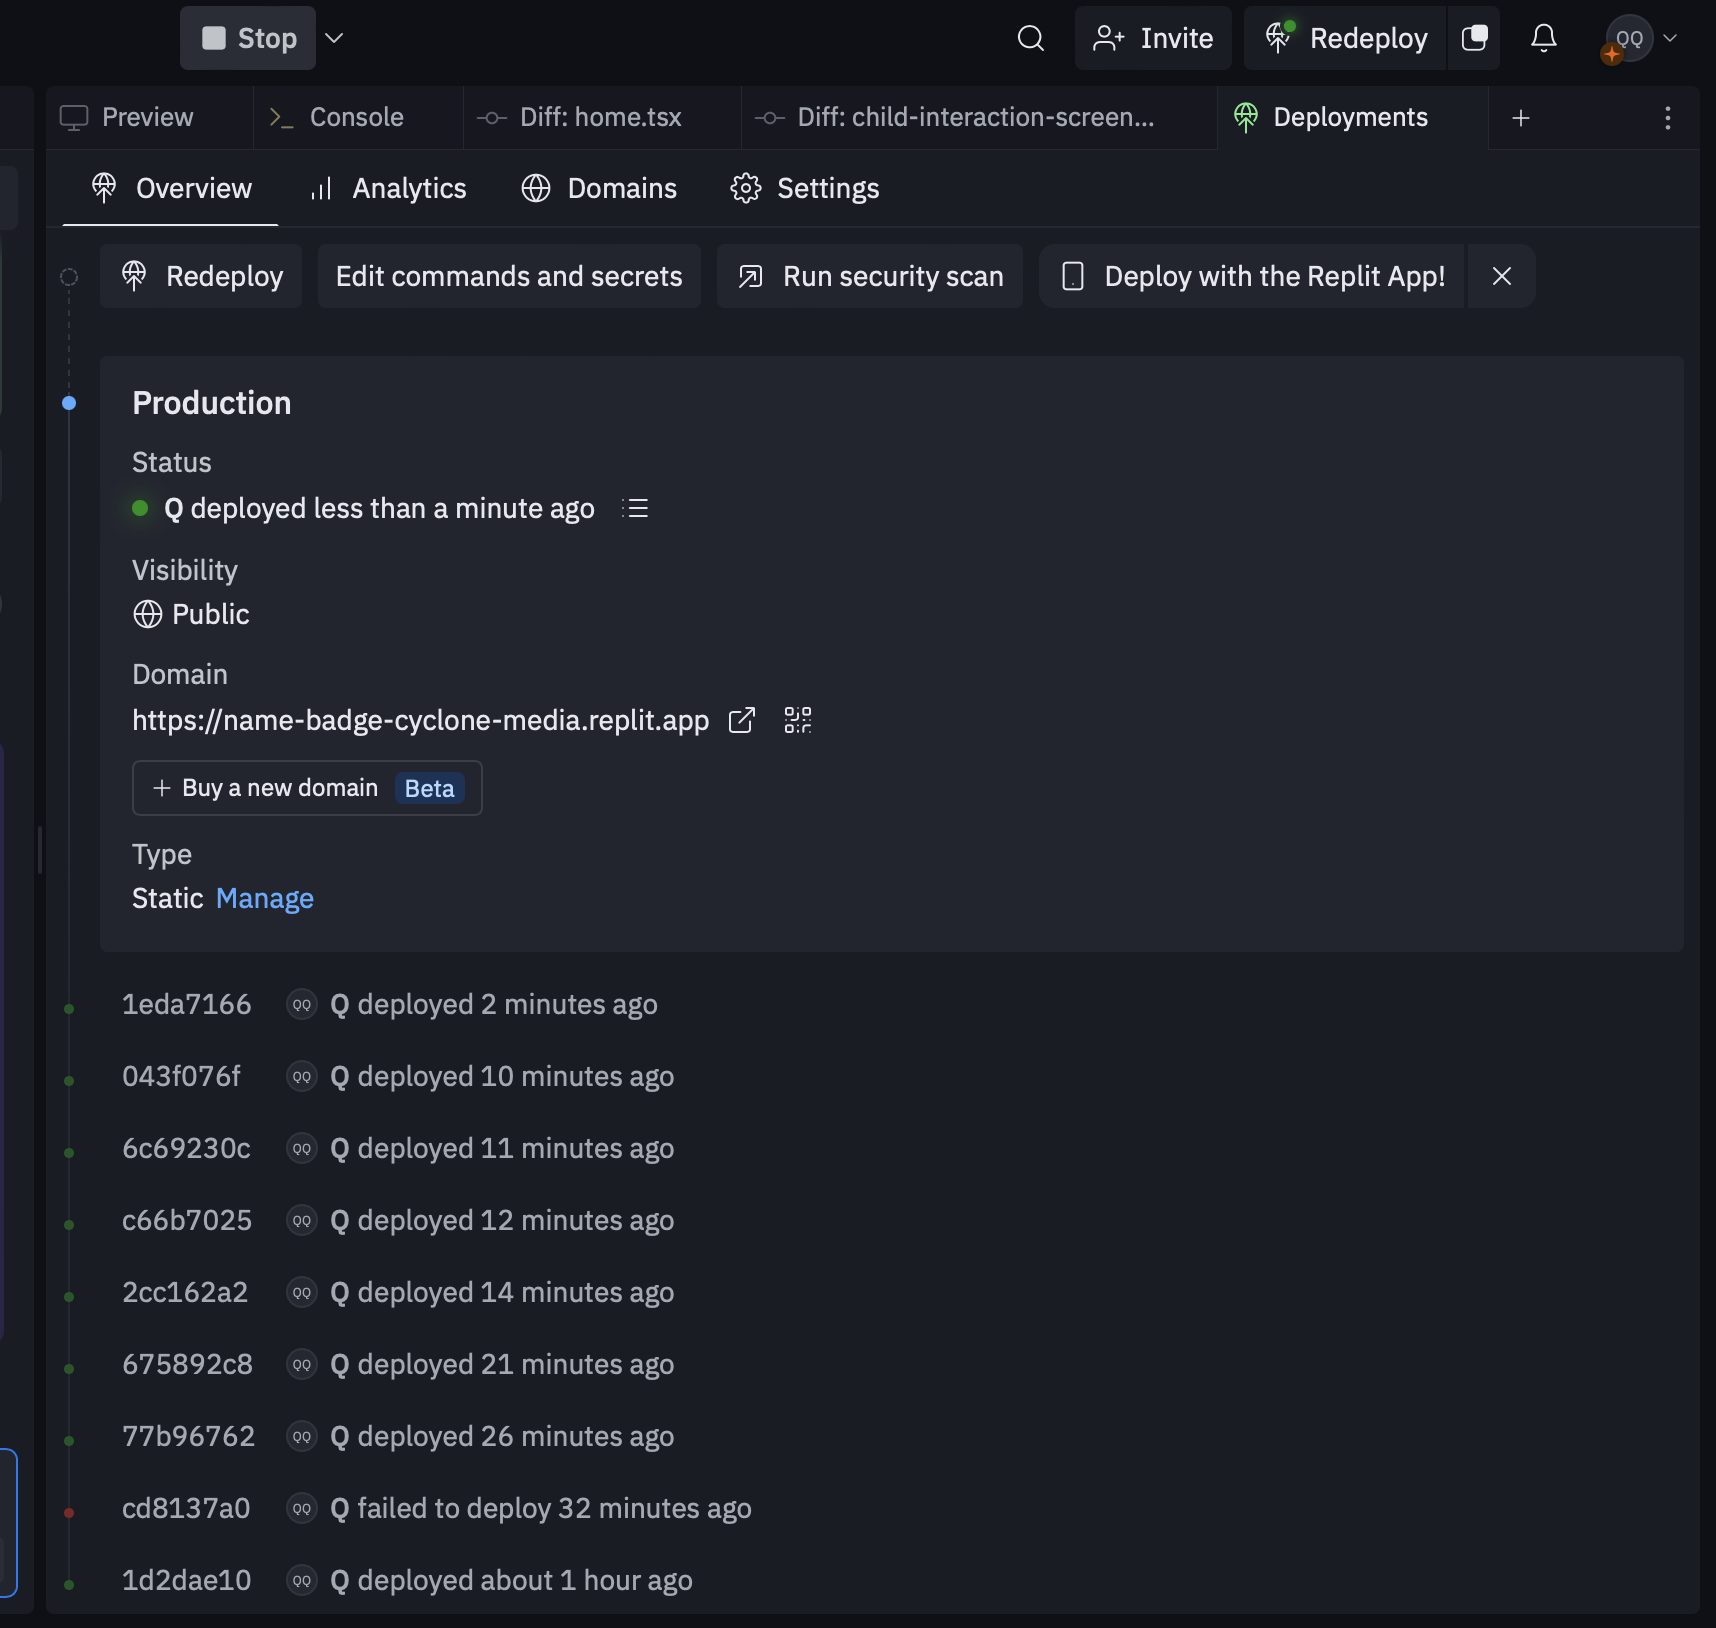 Stop
Invite
Redeploy
QQ
Preview
Console
Diff: home.tsx
Diff: child-interaction-screen...
Deployments
Overview
Analytics
Domains
Settings
Redeploy
Edit commands and secrets
Run security scan
Deploy with the Replit App!
Production
Status
Q deployed less than a minute ago
Visibility
Public
Domain
https://name-badge-cyclone-media.replit.app
+ Buy a new domain Beta
Type
Static Manage
1eda7166 QQ Q deployed 2 minutes ago
043f076f QQ Q deployed 10 minutes ago
6c69230c QQ Q deployed 11 minutes ago
c66b7025 QQ Q deployed 12 minutes ago
2cc162a2 QQ Q deployed 14 minutes ago
675892c8 QQ Q deployed 21 minutes ago
77b96762 QQ Q deployed 26 minutes ago
cd8137a0 QQ Q failed to deploy 32 minutes ago
1d2dae10 QQ Q deployed about 1 hour ago